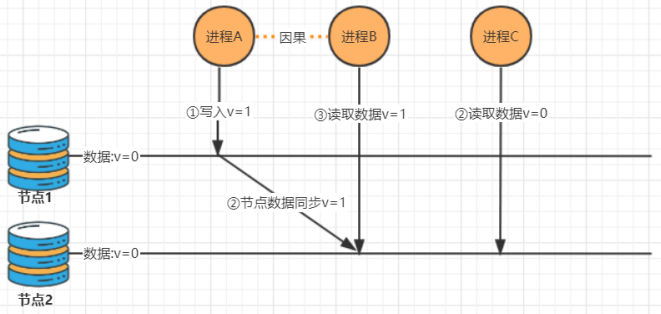 进程A
因果
进程B
进程C
①写入v=1
③读取数据v=1
②读取数据v=0
数据:v=0
节点1
②节点数据同步v=1
数据:v=0
节点2